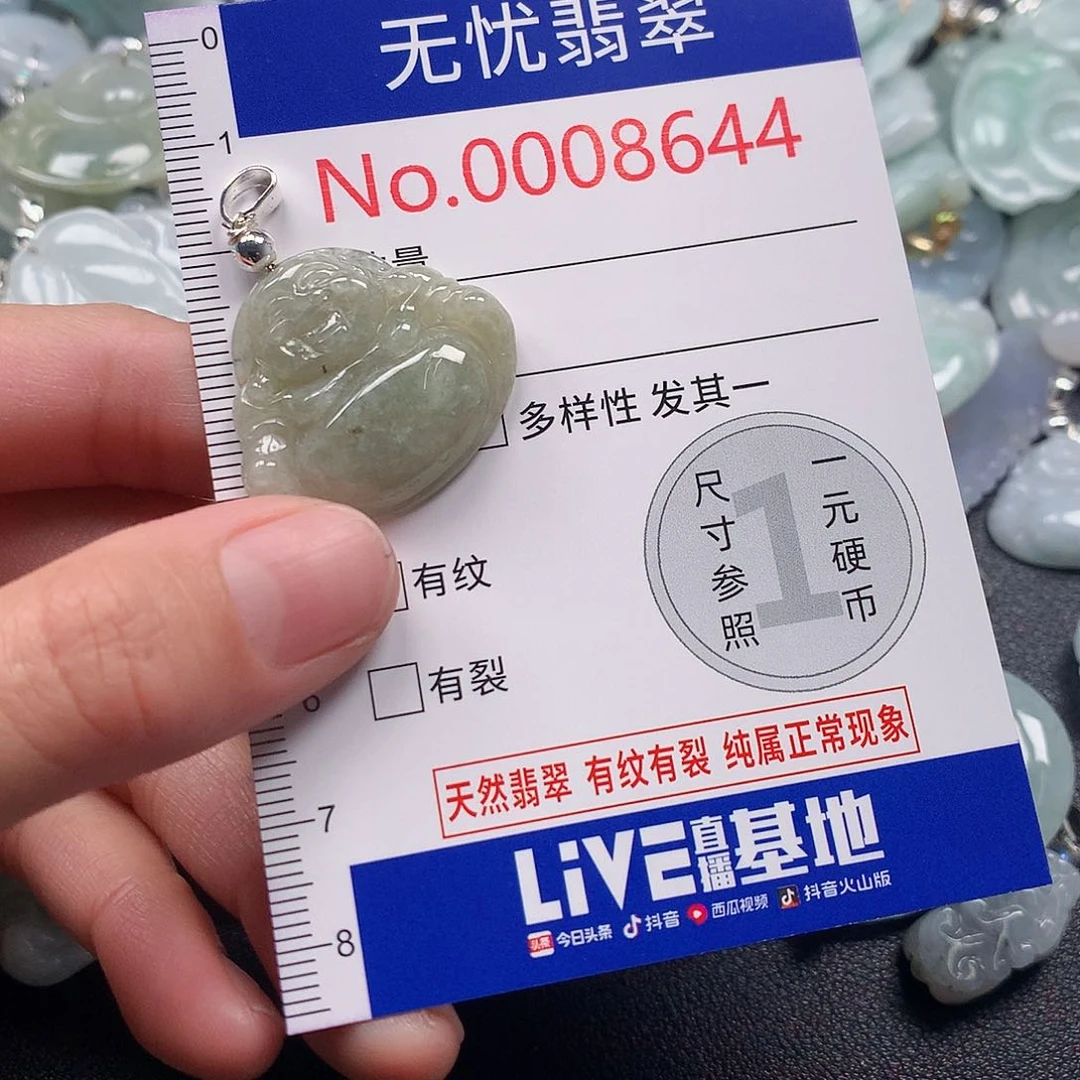 无忧翡翠
No.0008644
量
多样性 发其一
有纹
有裂
尺寸参照
一元硬币
1
天然翡翠 有纹有裂 纯属正常现象
LiVE直播基地
头条 今日头条 抖音 西瓜视频 抖音火山版
0
1
6
7
8